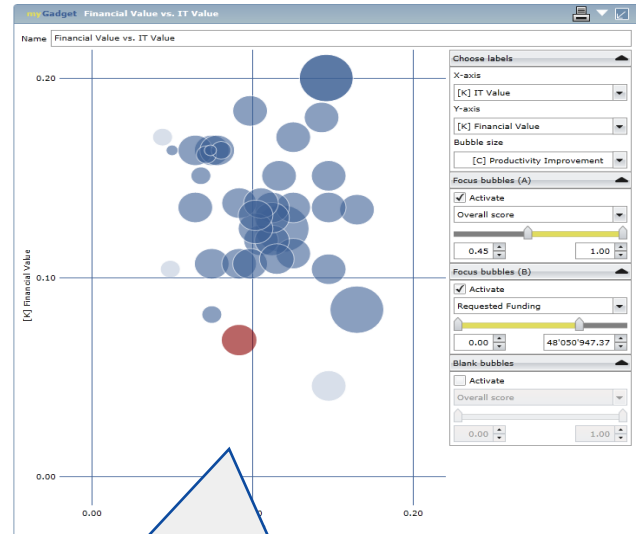 myGadget Financial Value vs. IT Value
Name Financial Value vs. IT Value
Choose labels
X-axis
[K] IT Value
Y-axis
[K] Financial Value
Bubble size
[C] Productivity Improvement
Focus bubbles (A)
Activate
Overall score
0.45 1.00
Focus bubbles (B)
Activate
Requested Funding
0.00 48'050'947.37
Blank bubbles
Activate
Overall score
0.00 1.00
[K] Financial Value
0.20
0.10
0.00
0.00 0 0.20